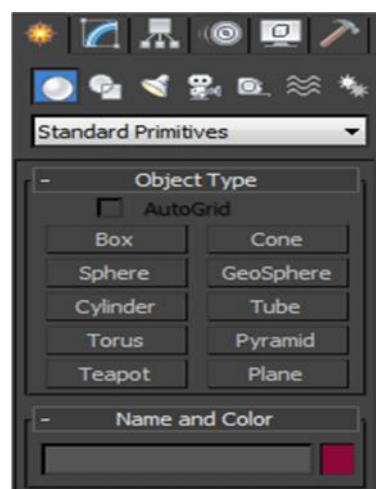 Standard Primitives
- Object Type
AutoGrid
Box Cone
Sphere GeoSphere
Cylinder Tube
Torus Pyramid
Teapot Plane
- Name and Color